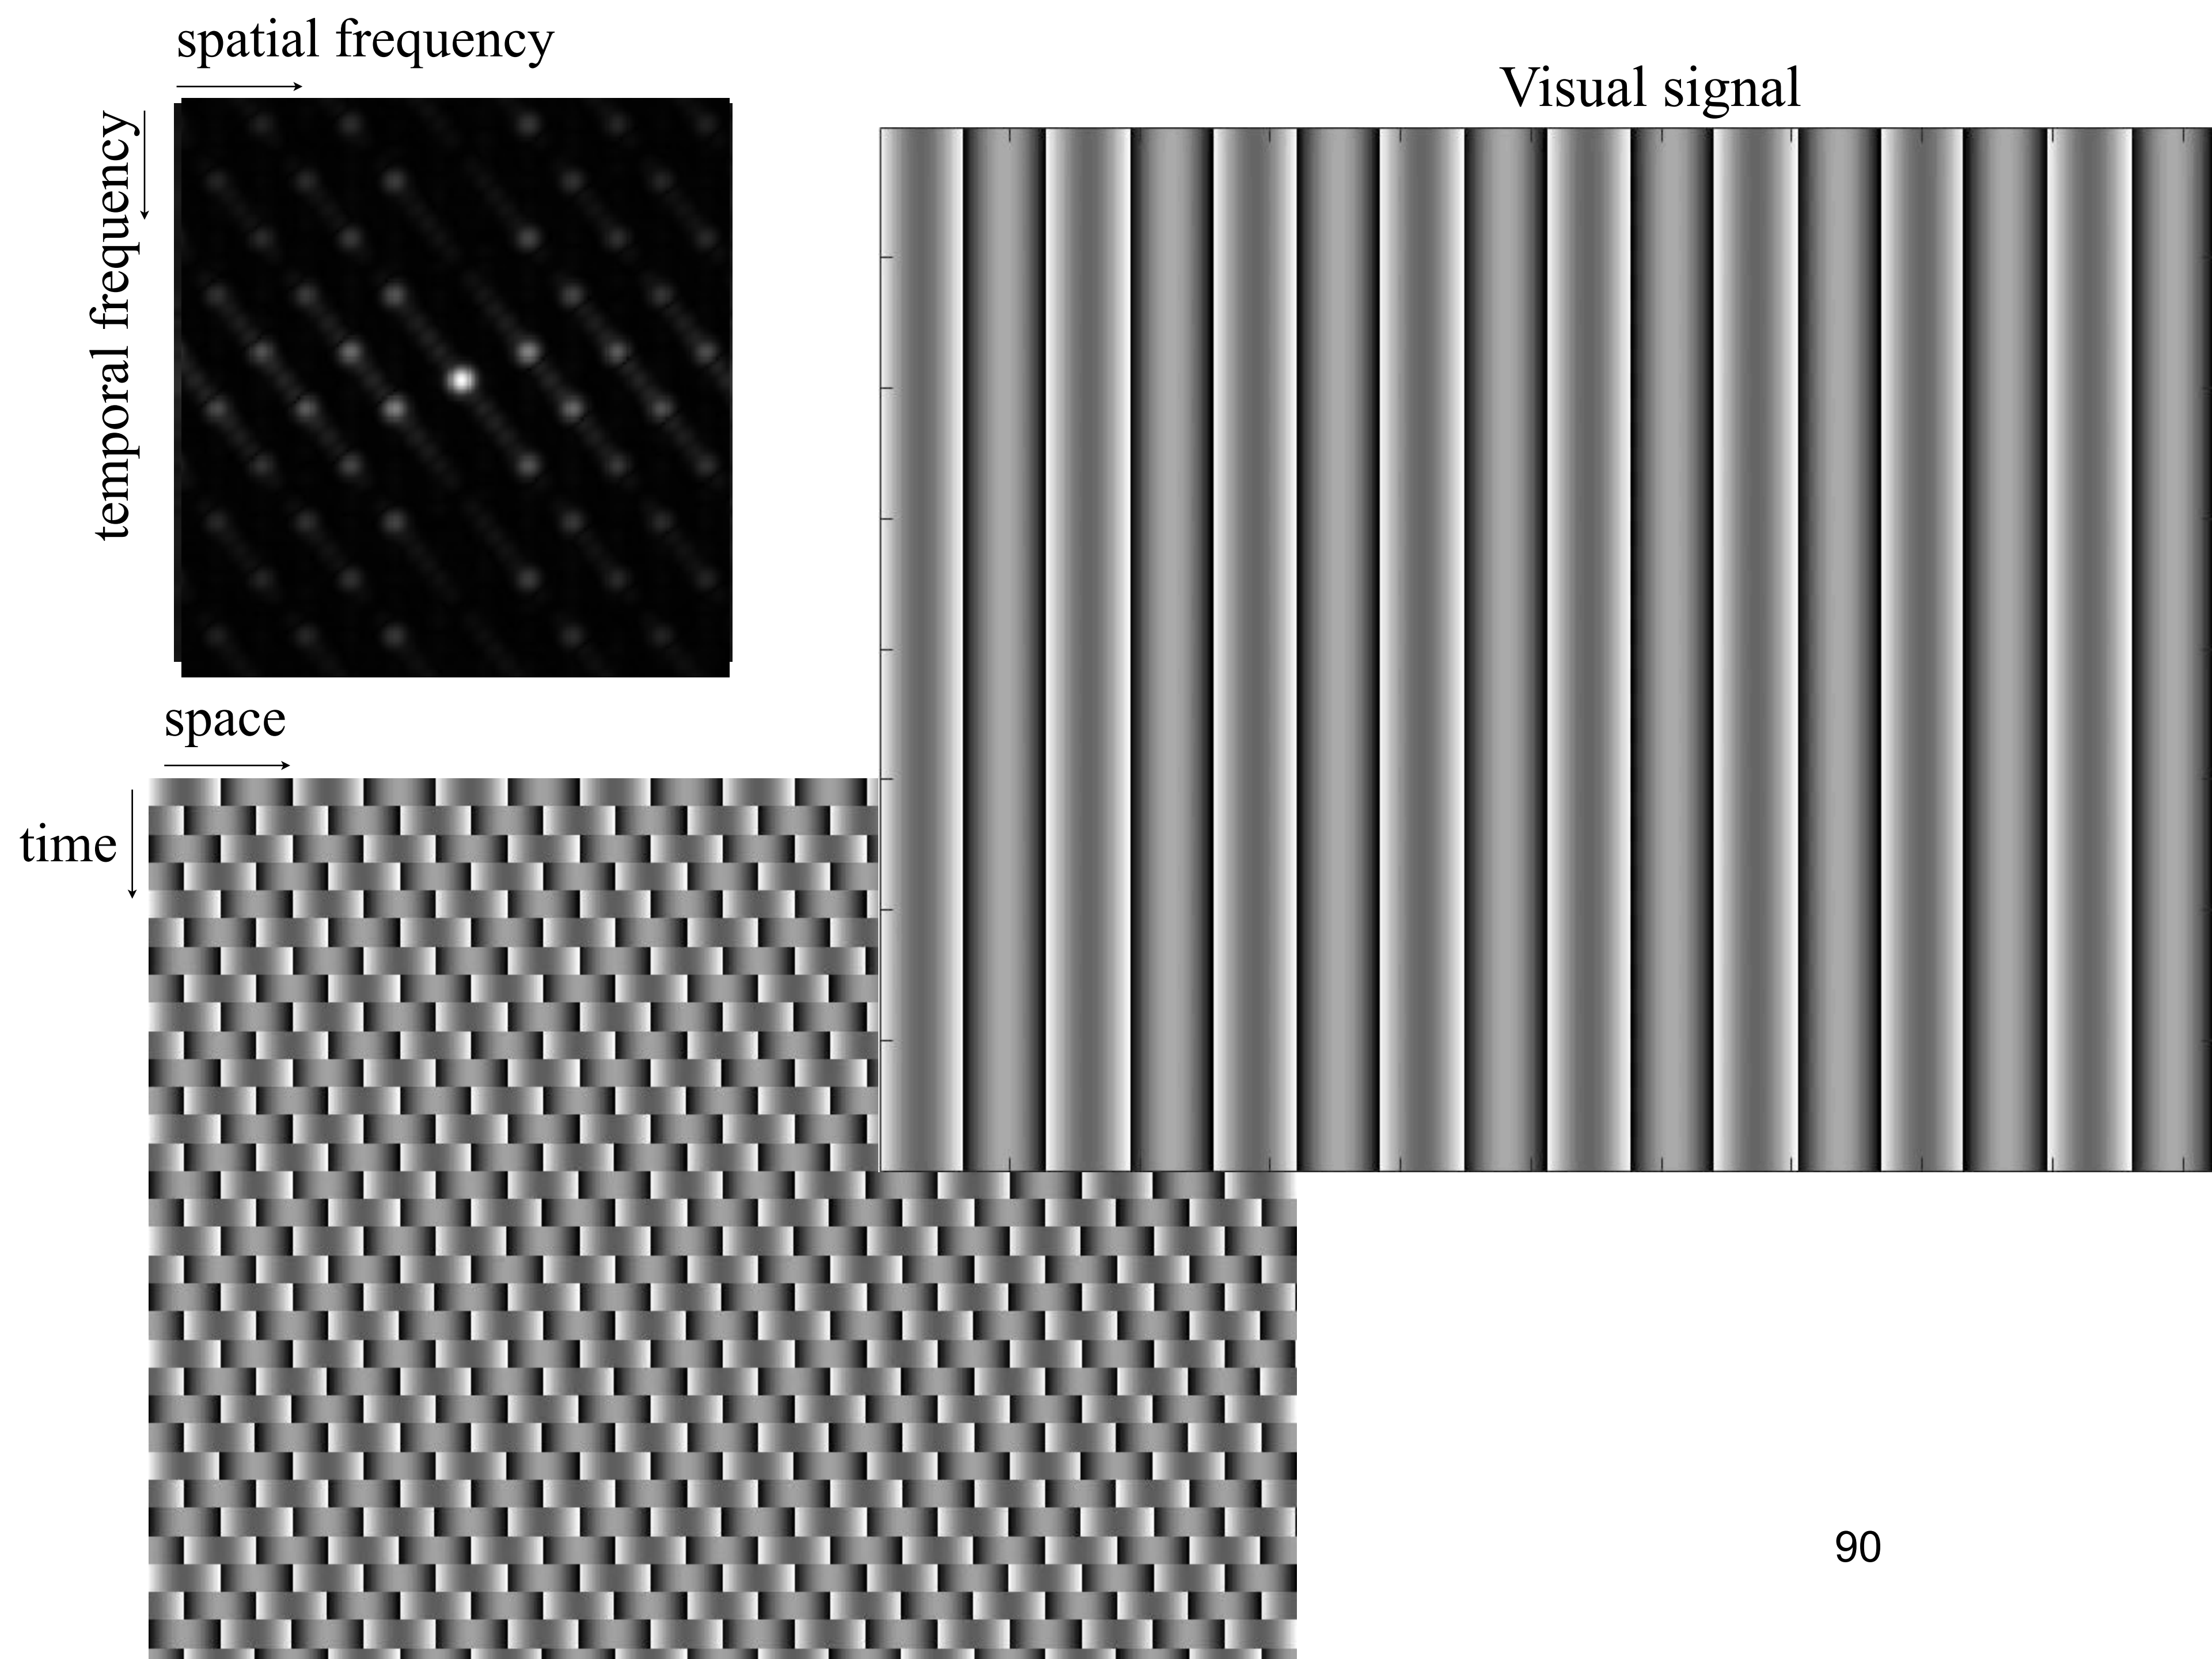 spatial frequency
temporal frequency
Visual signal
space
time
90